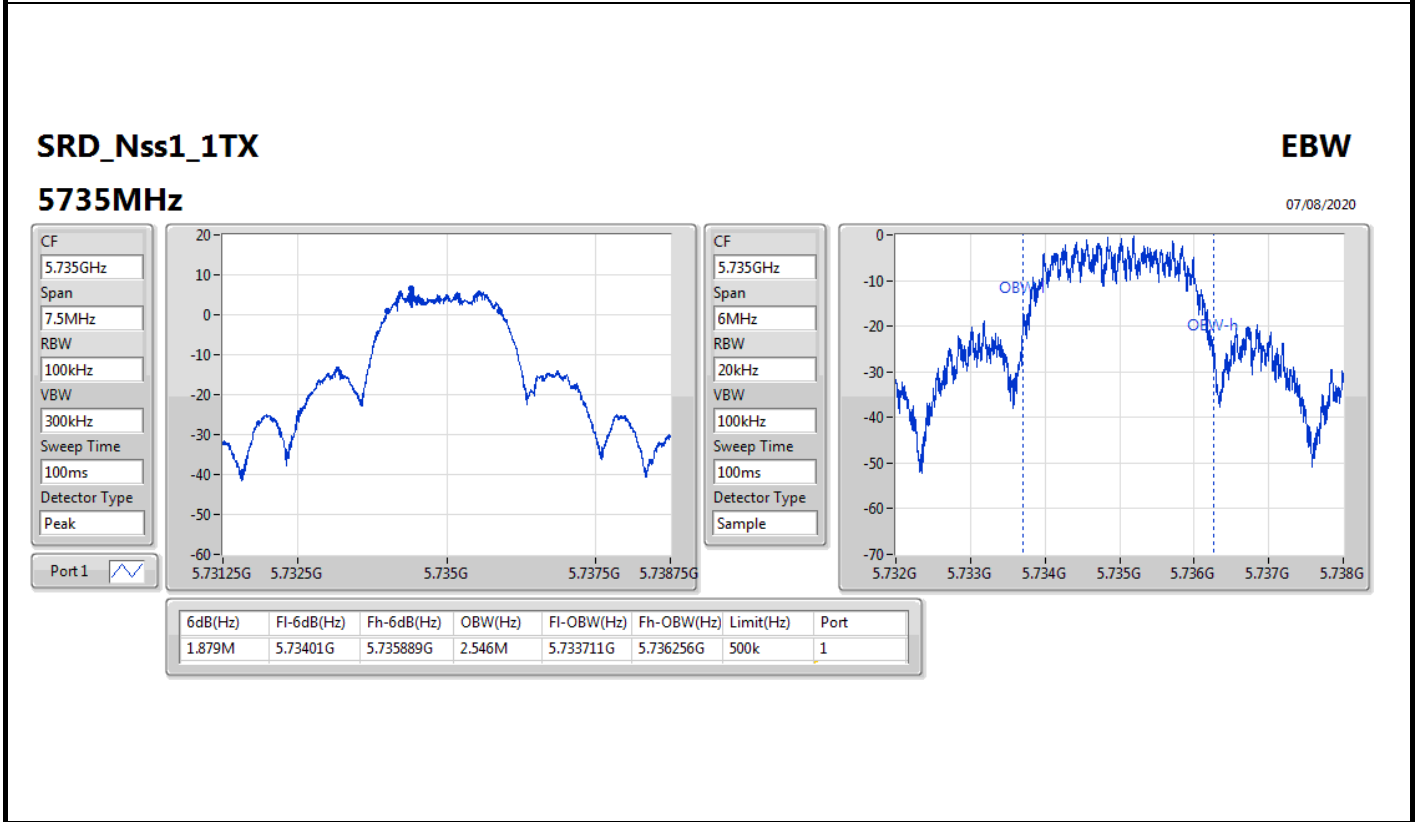 SRD_Nss1_1TX
EBW
5735MHz
07/08/2020
CF
5.735GHz
Span
7.5MHz
RBW
100kHz
VBW
300kHz
Sweep Time
100ms
Detector Type
Peak
Port 1
20
10
0
-10
-20
-30
-40
-50
-60
5.73125G 5.7325G 5.735G 5.7375G 5.73875G
CF
5.735GHz
Span
6MHz
RBW
20kHz
VBW
100kHz
Sweep Time
100ms
Detector Type
Sample
0
-10
-20
-30
-40
-50
-60
-70
OBW-h
5.732G 5.733G 5.734G 5.735G 5.736G 5.737G 5.738G
6dB(Hz) Fl-6dB(Hz) Fh-6dB(Hz) OBW(Hz) Fl-OBW(Hz) Fh-OBW(Hz) Limit(Hz) Port
1.879M 5.73401G 5.735889G 2.546M 5.733711G 5.736256G 500k 1